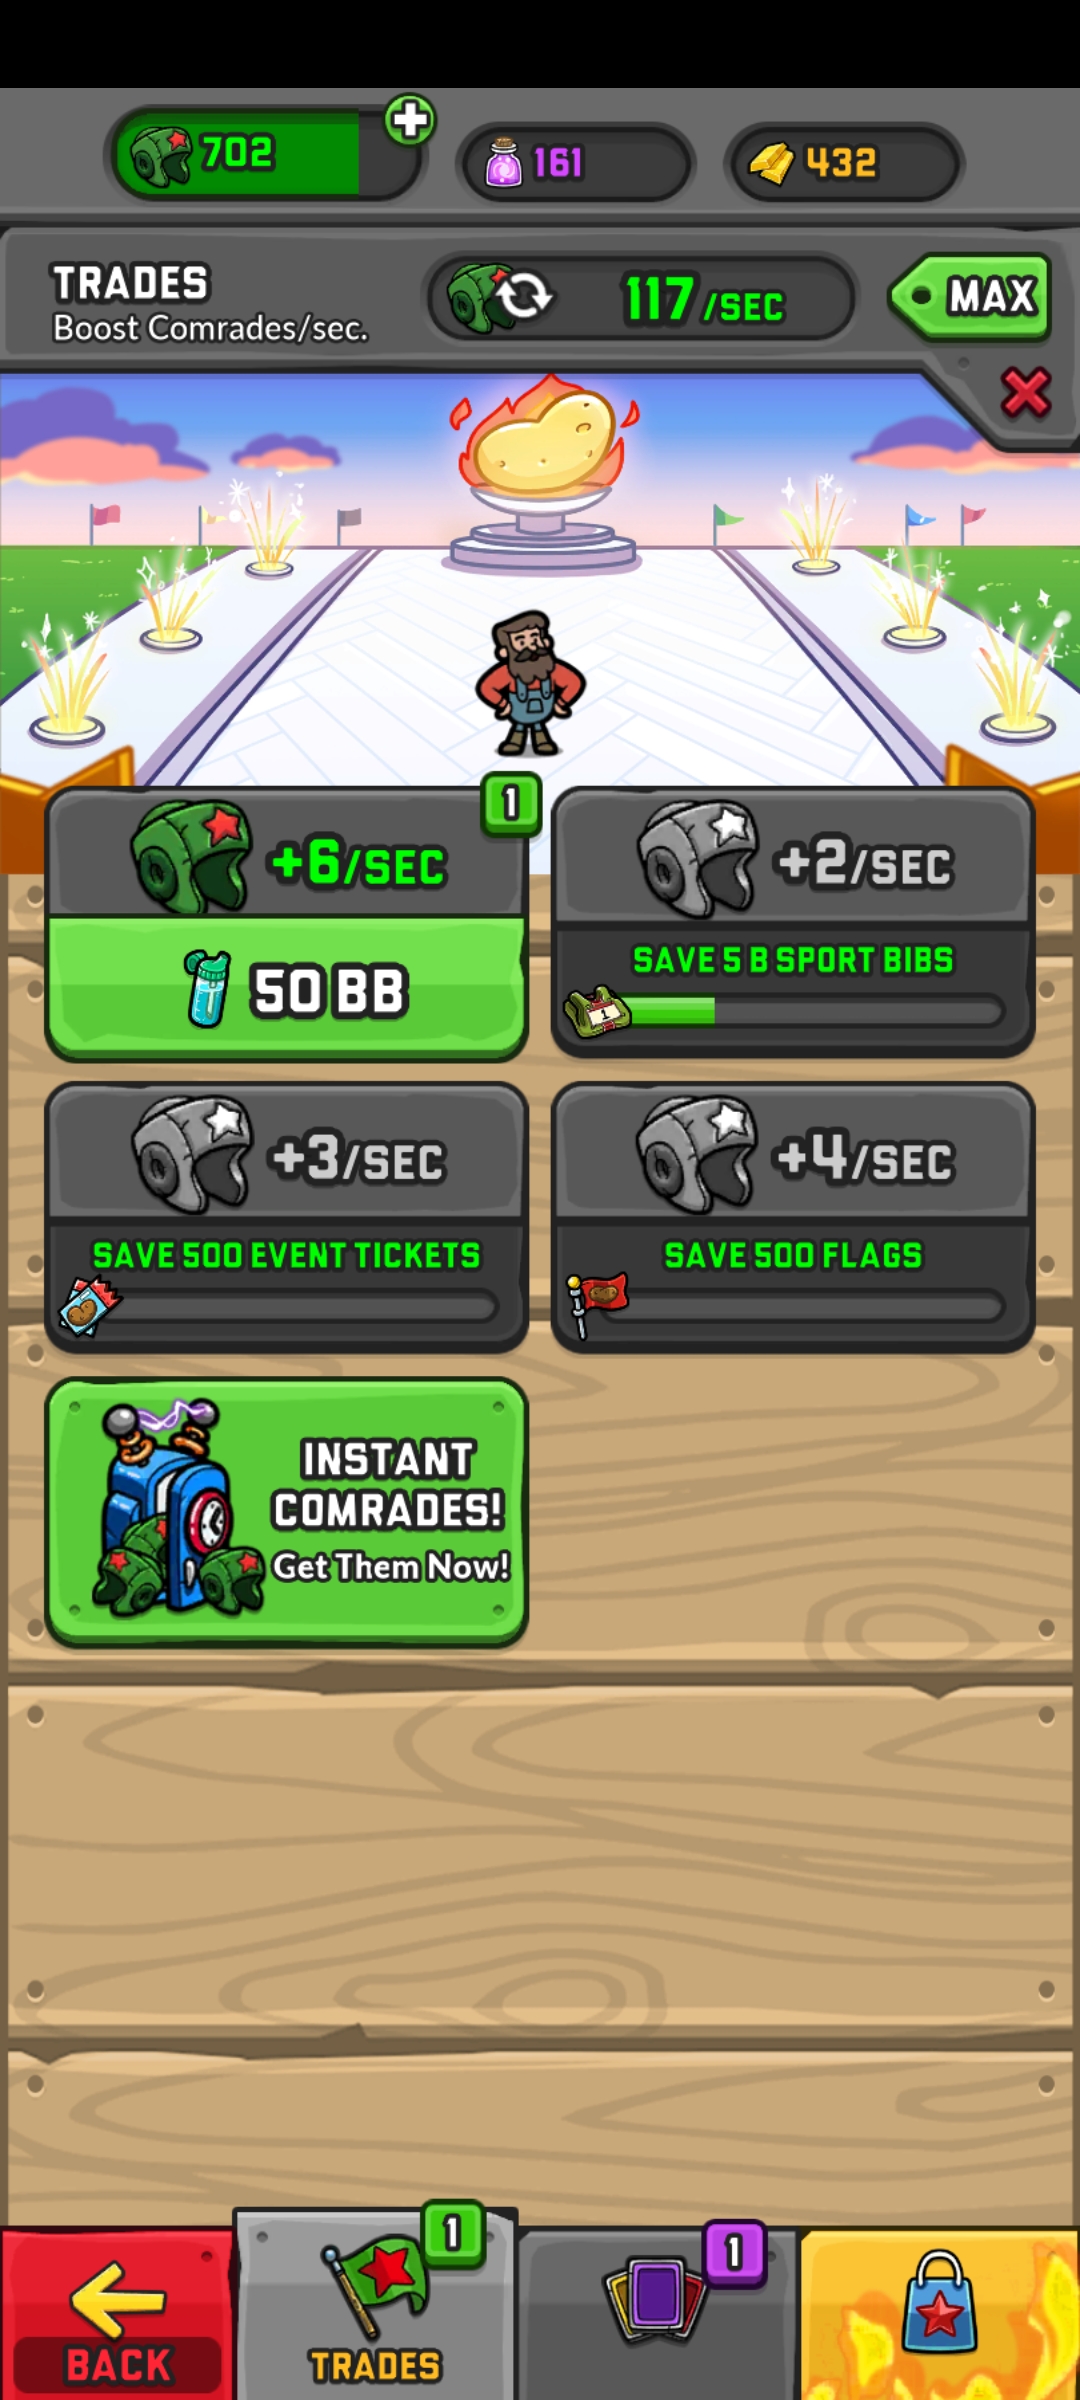 702
161
432
TRADES
Boost Comrades/sec.
117 /SEC
MAX
1
+6/SEC
50 BB
+2/SEC
SAVE 5 B SPORT BIBS
1
+3/SEC
SAVE 500 EVENT TICKETS
+4/SEC
SAVE 500 FLAGS
INSTANT
COMRADES!
Get Them Now!
1
1
BACK
TRADES